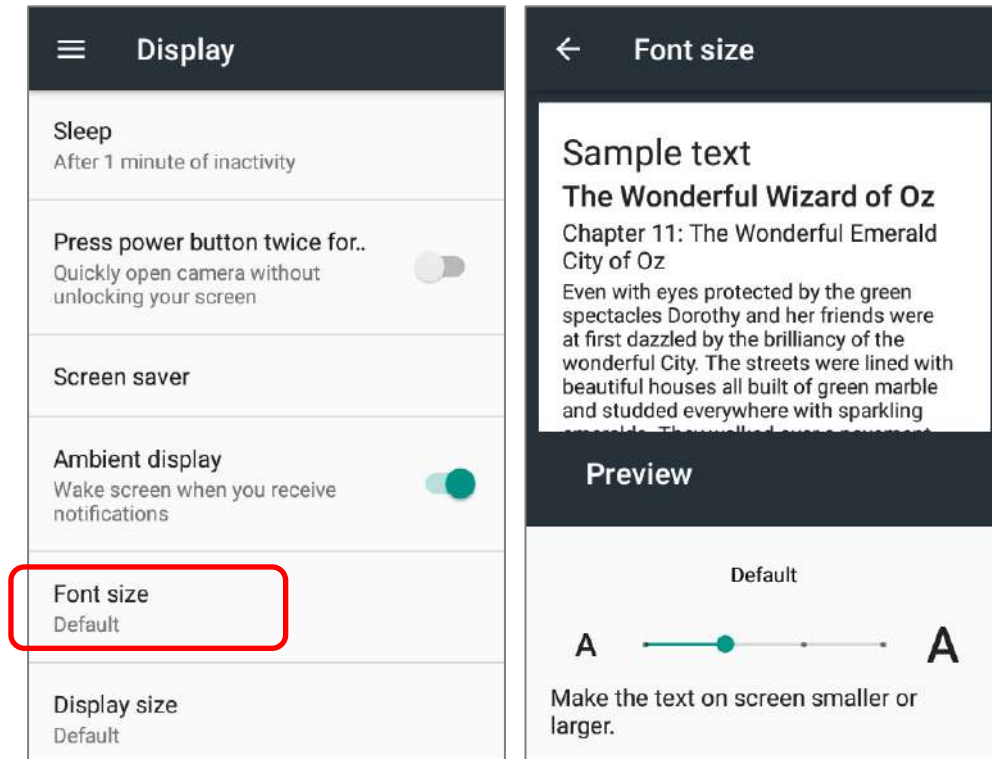 Display
Sleep
After 1 minute of inactivity
Press power button twice for..
Quickly open camera without
unlocking your screen
Screen saver
Ambient display
Wake screen when you receive
notifications
Font size
Default
Display size
Default
Font size
Sample text
The Wonderful Wizard of Oz
Chapter 11: The Wonderful Emerald
City of Oz
Even with eyes protected by the green
spectacles Dorothy and her friends were
at first dazzled by the brilliancy of the
wonderful City. The streets were lined with
beautiful houses all built of green marble
and studded everywhere with sparkling
emeralds. They walked over a pavement
Preview
Default
A A
Make the text on screen smaller or
larger.